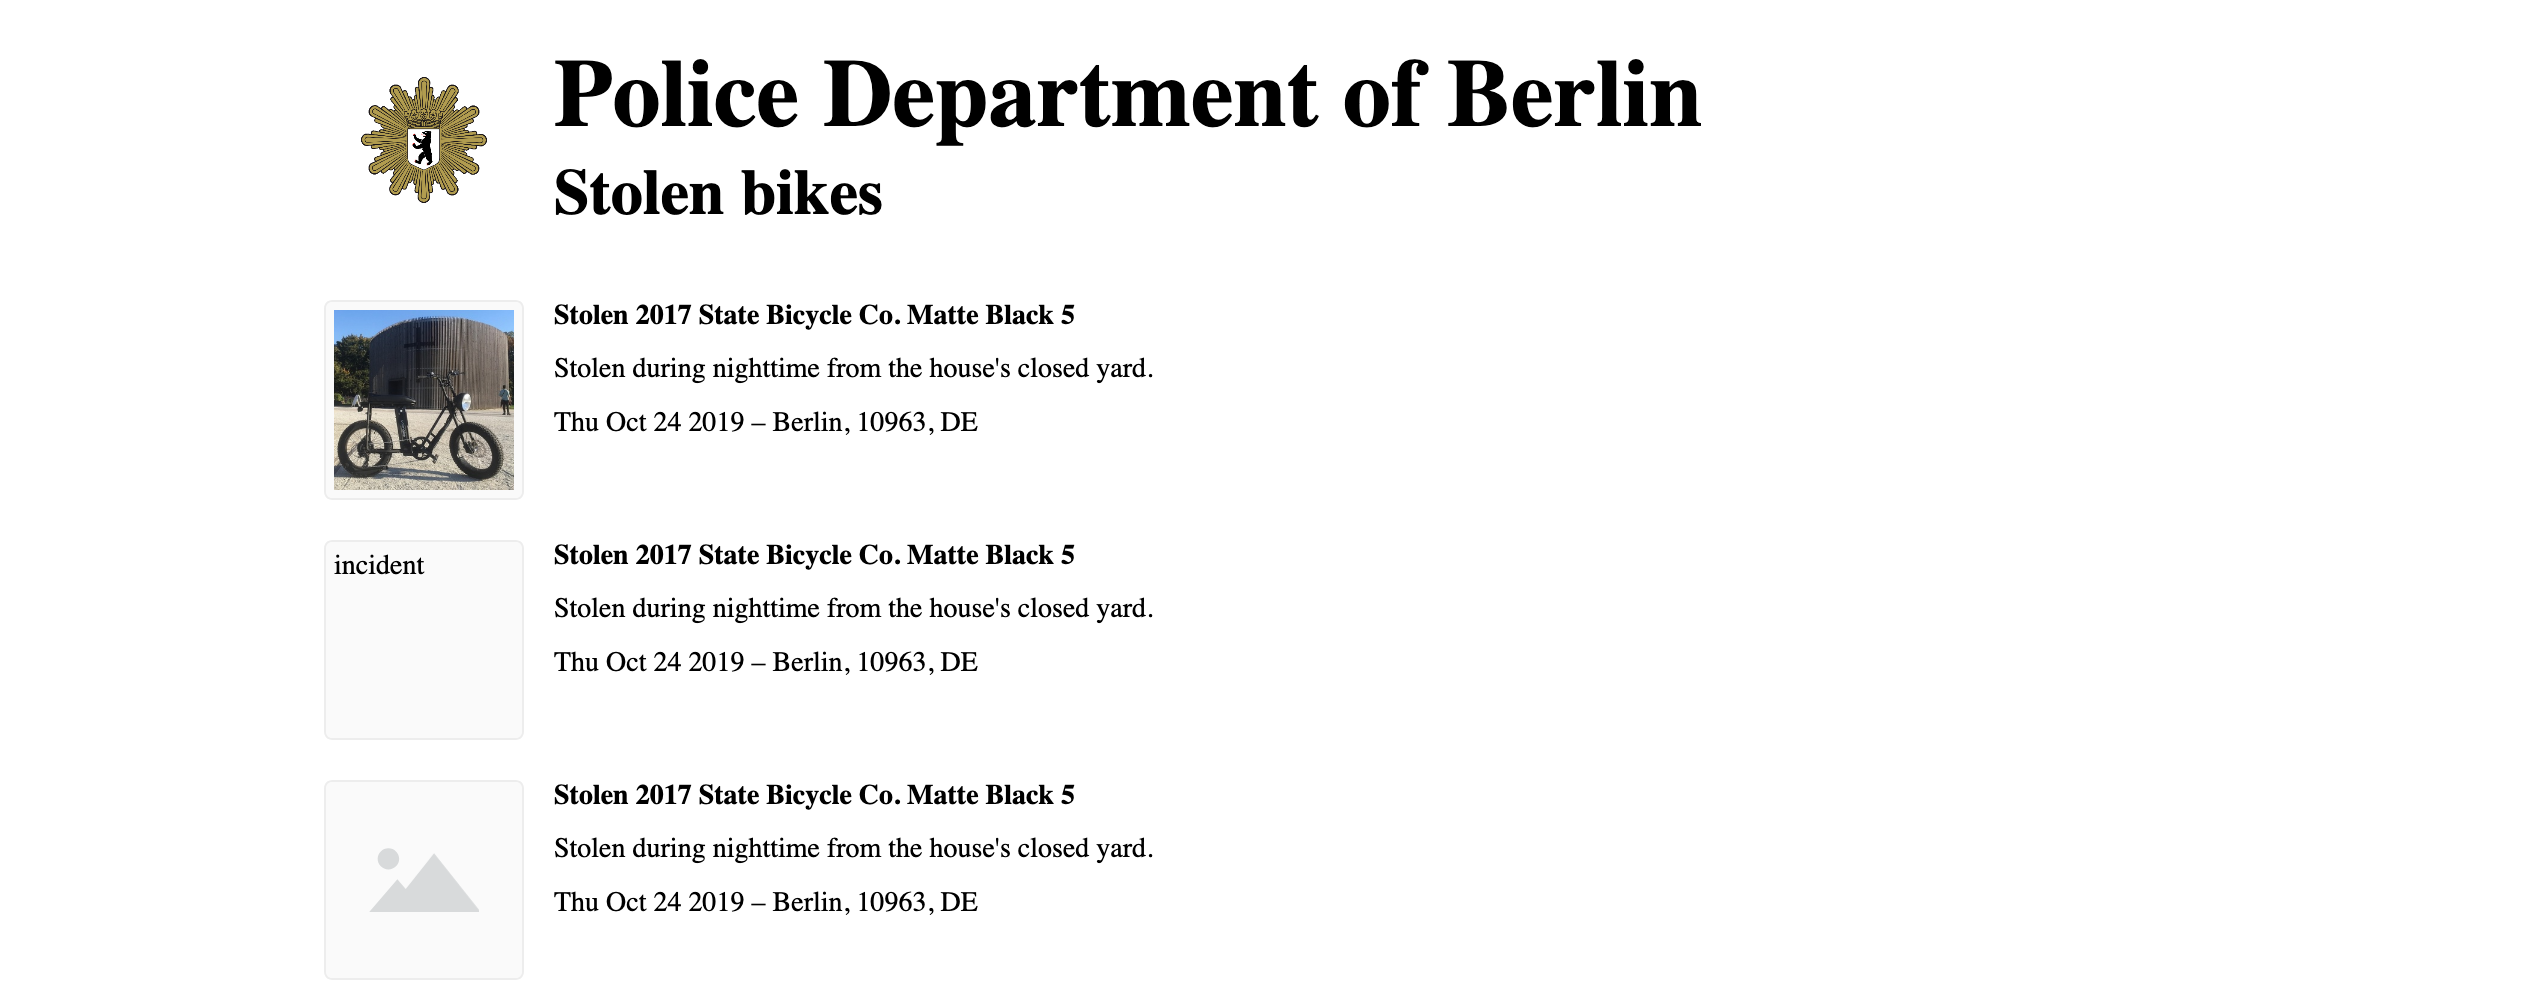 Police Department of Berlin
Stolen bikes
Stolen 2017 State Bicycle Co. Matte Black 5
Stolen during nighttime from the house's closed yard.
Thu Oct 24 2019 – Berlin, 10963, DE
incident
Stolen 2017 State Bicycle Co. Matte Black 5
Stolen during nighttime from the house's closed yard.
Thu Oct 24 2019 – Berlin, 10963, DE
Stolen 2017 State Bicycle Co. Matte Black 5
Stolen during nighttime from the house's closed yard.
Thu Oct 24 2019 – Berlin, 10963, DE